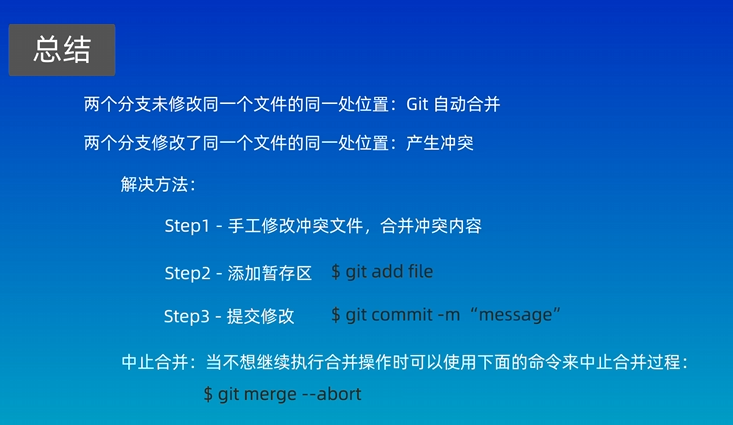 总结
两个分支未修改同一个文件的同一处位置：Git 自动合并
两个分支修改了同一个文件的同一处位置：产生冲突
解决方法：
Step1 - 手工修改冲突文件，合并冲突内容
Step2 - 添加暂存区 $ git add file
Step3 - 提交修改 $ git commit -m “message”
中止合并：当不想继续执行合并操作时可以使用下面的命令来中止合并过程：
$ git merge --abort